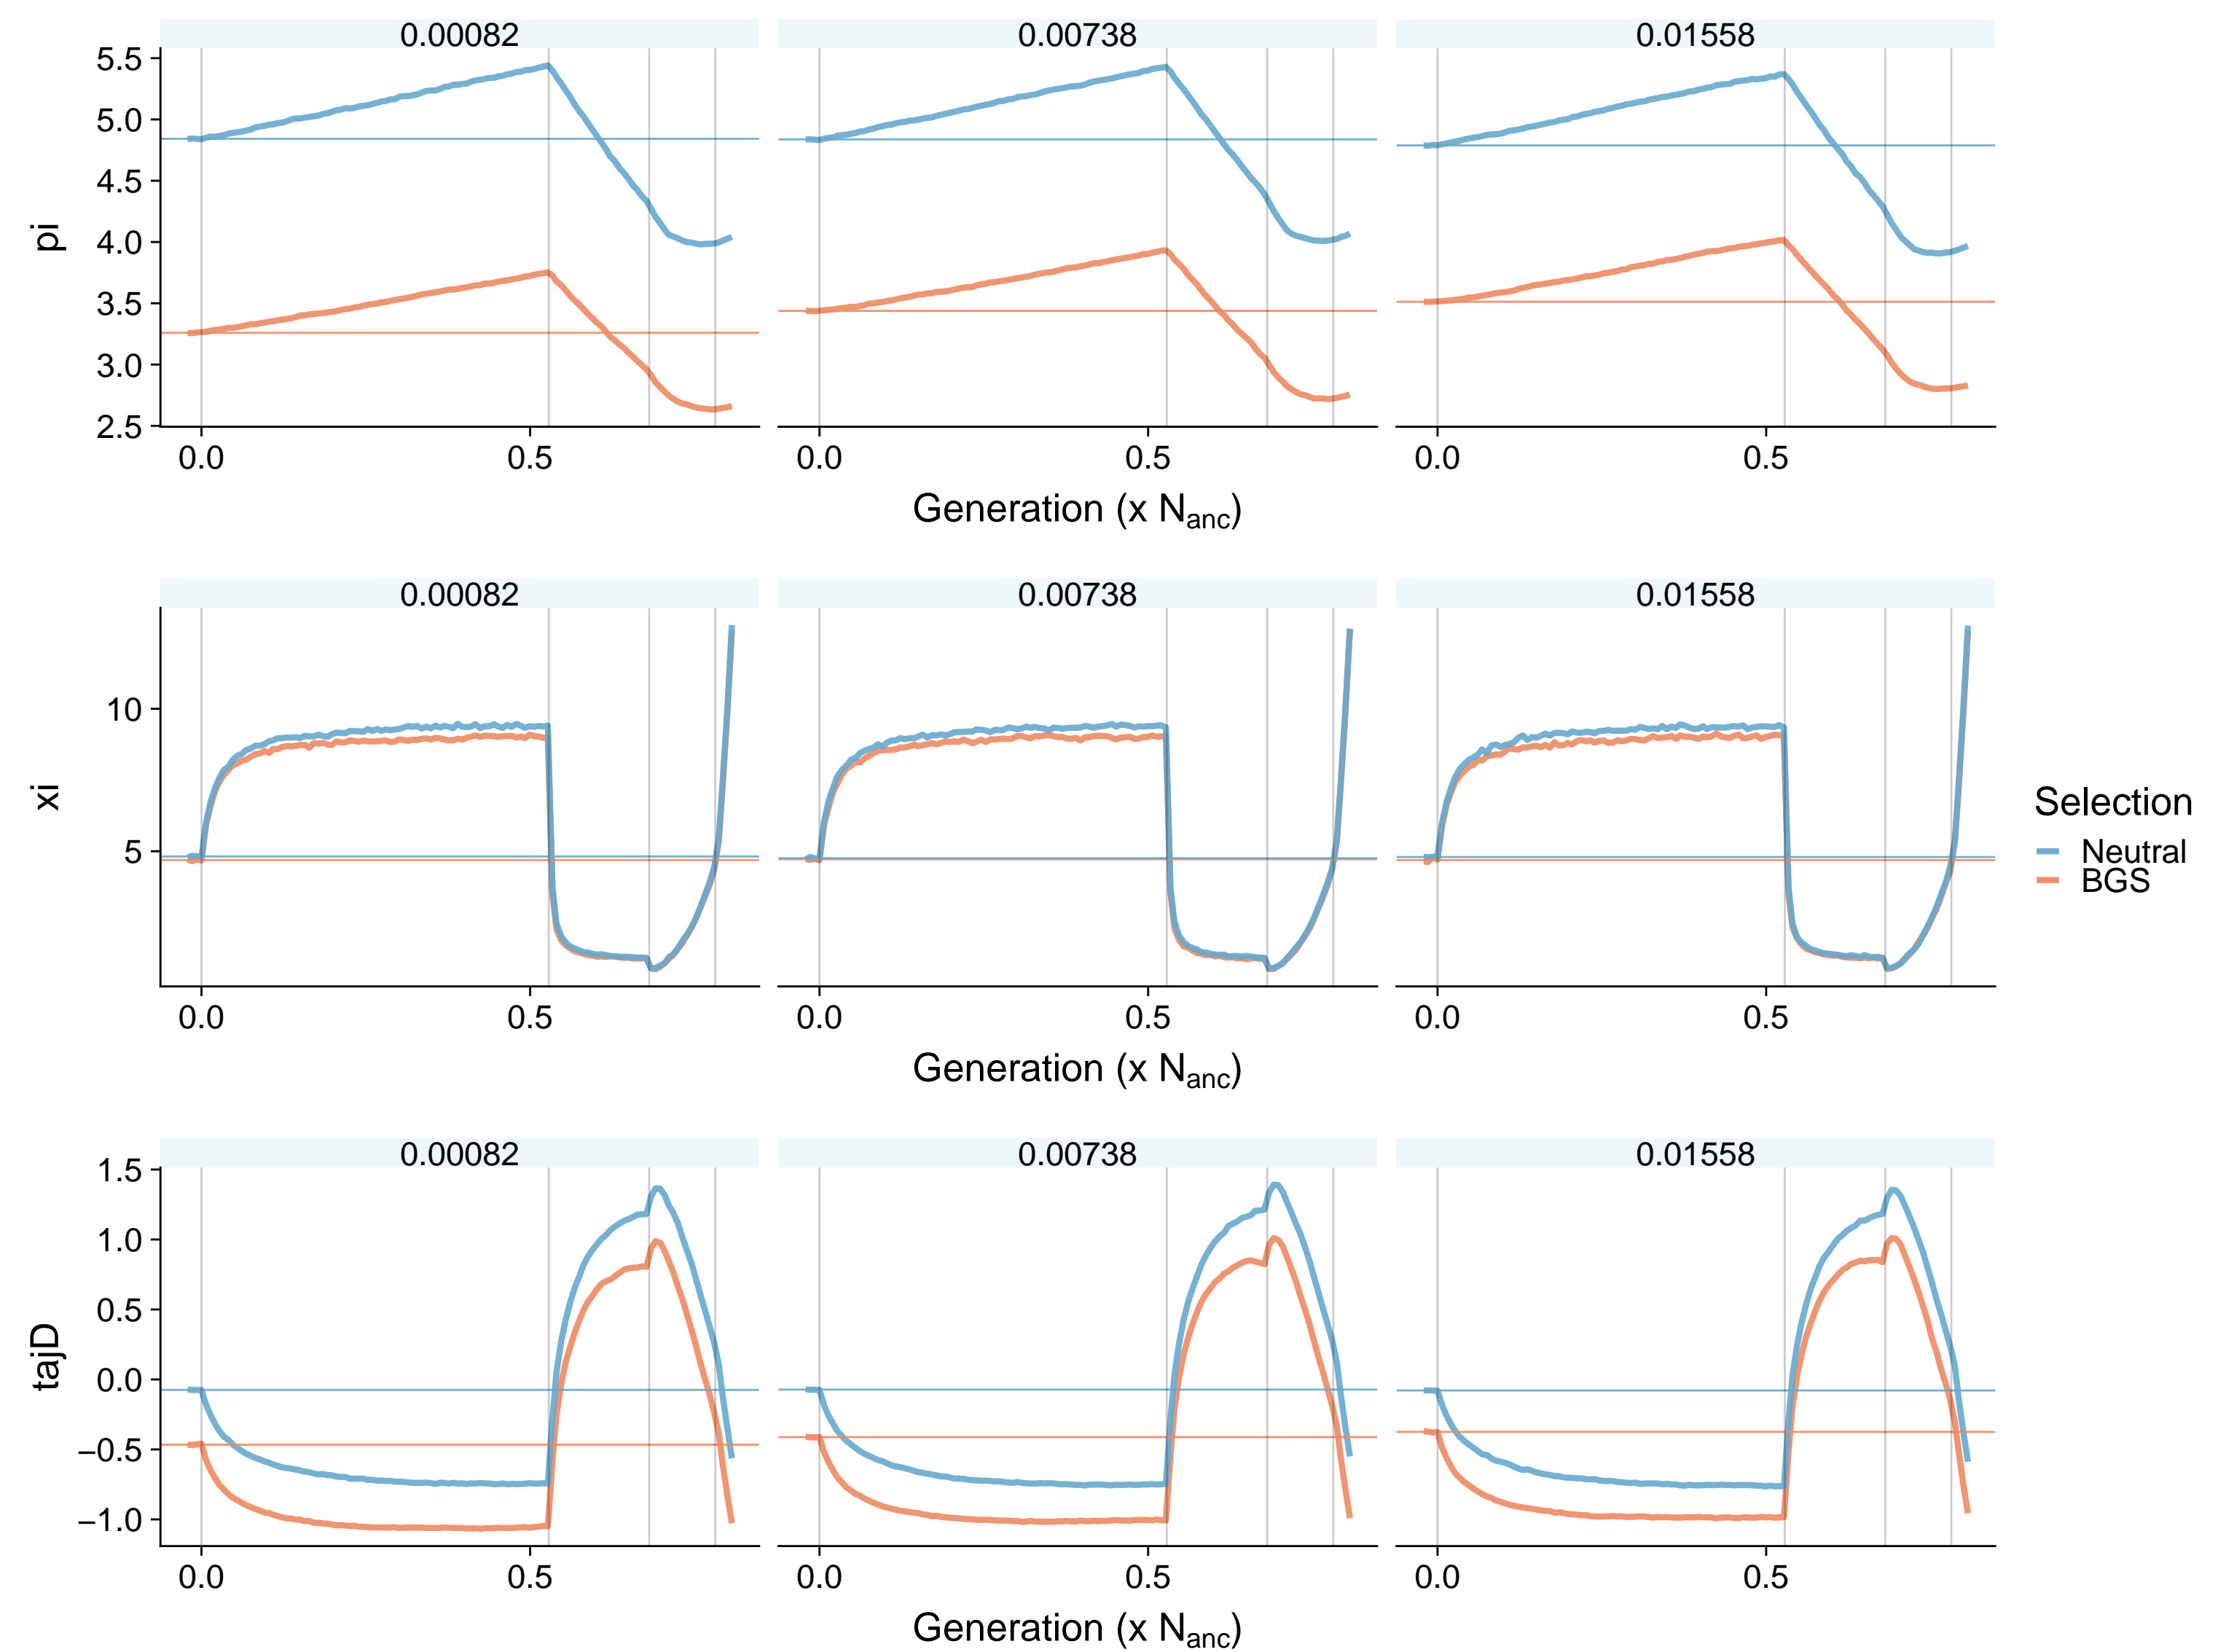 0.00082 0.00738 0.01558
5.5
5.0
4.5
4.0
3.5
3.0
2.5
pi
0.0 0.5 0.0 0.5 0.0 0.5
Generation (x Nanc)
0.00082 0.00738 0.01558
10
5
xi
0.0 0.5 0.0 0.5 0.0 0.5
Generation (x Nanc)
Selection
Neutral
BGS
0.00082 0.00738 0.01558
1.5
1.0
0.5
0.0
−0.5
−1.0
tajD
0.0 0.5 0.0 0.5 0.0 0.5
Generation (x Nanc)